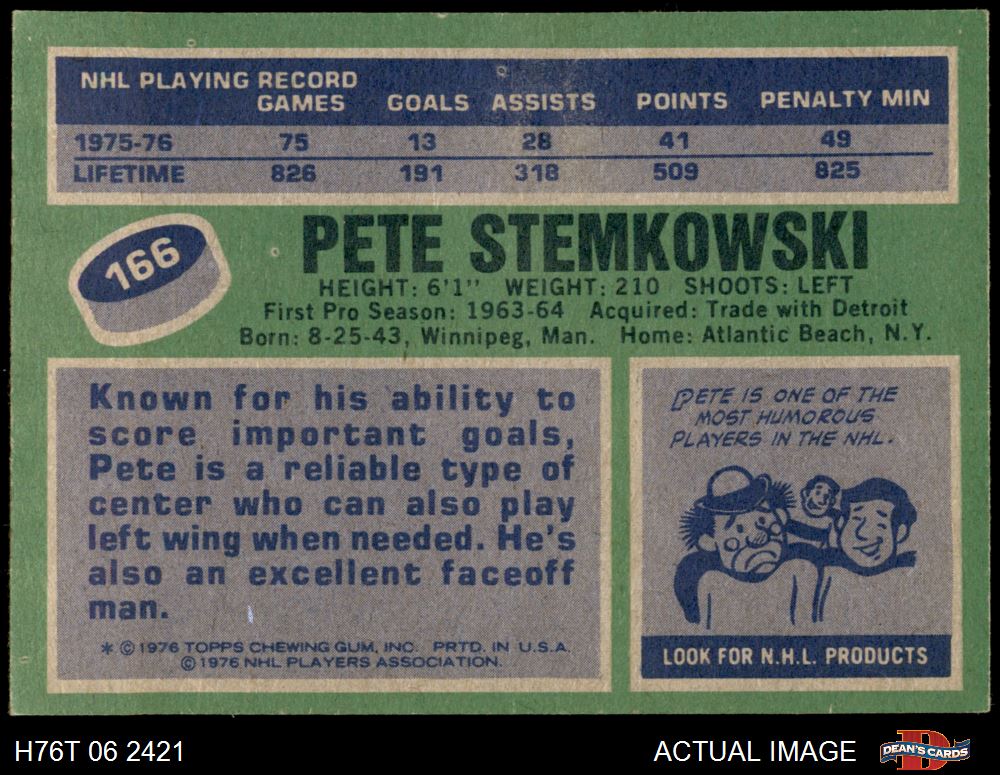 NHL PLAYING RECORD
GAMES GOALS ASSISTS POINTS PENALTY MIN
1975-76 75 13 28 41 49
LIFETIME 826 191 318 509 825
166
PETE STEMKOWSKI
HEIGHT: 6'1" WEIGHT: 210 SHOOTS: LEFT
First Pro Season: 1963-64 Acquired: Trade with Detroit
Born: 8-25-43, Winnipeg, Man. Home: Atlantic Beach, N.Y.
Known for his ability to
score important goals,
Pete is a reliable type of
center who can also play
left wing when needed. He's
also an excellent faceoff
man.
* © 1976 TOPPS CHEWING GUM, INC. PRTD. IN U.S.A.
© 1976 NHL PLAYERS ASSOCIATION.
PETE IS ONE OF THE
MOST HUMOROUS
PLAYERS IN THE NHL.
LOOK FOR N.H.L. PRODUCTS
H76T 06 2421
ACTUAL IMAGE
D
DEAN'S CARDS